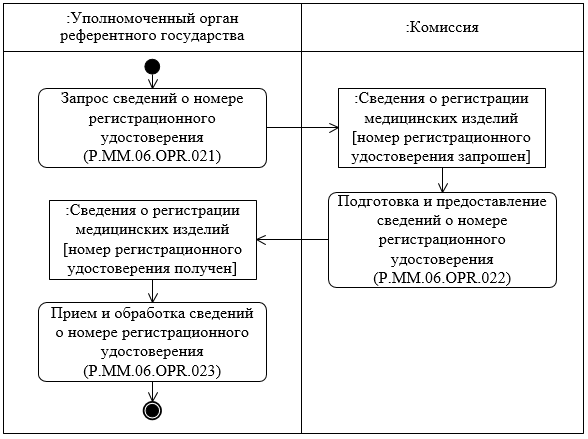 :Уполномоченный орган
референтного государства
:Комиссия
Запрос сведений о номере
регистрационного
удостоверения
(P.MM.06.OPR.021)
:Сведения о регистрации
медицинских изделий
[номер регистрационного
удостоверения запрошен]
Подготовка и предоставление
сведений о номере
регистрационного
удостоверения
(P.MM.06.OPR.022)
:Сведения о регистрации
медицинских изделий
[номер регистрационного
удостоверения получен]
Прием и обработка сведений
о номере регистрационного
удостоверения
(P.MM.06.OPR.023)